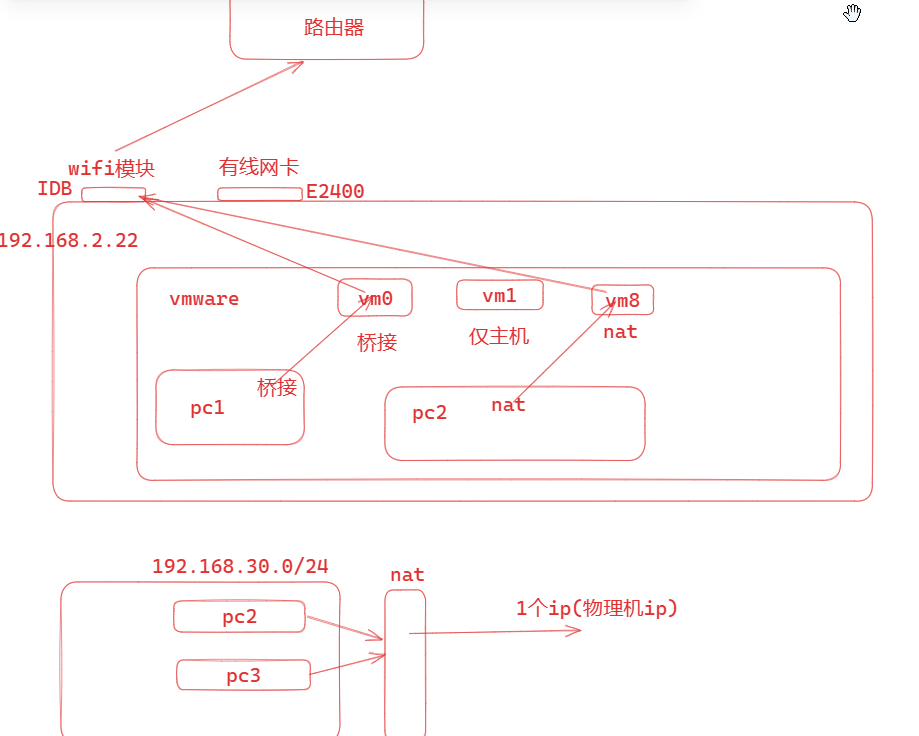 路由器
wifi模块
有线网卡
IDB
E2400
192.168.2.22
vmware
vm0
vm1
vm8
桥接
仅主机
nat
桥接
pc1
pc2
nat
192.168.30.0/24
nat
pc2
1个ip(物理机ip)
pc3